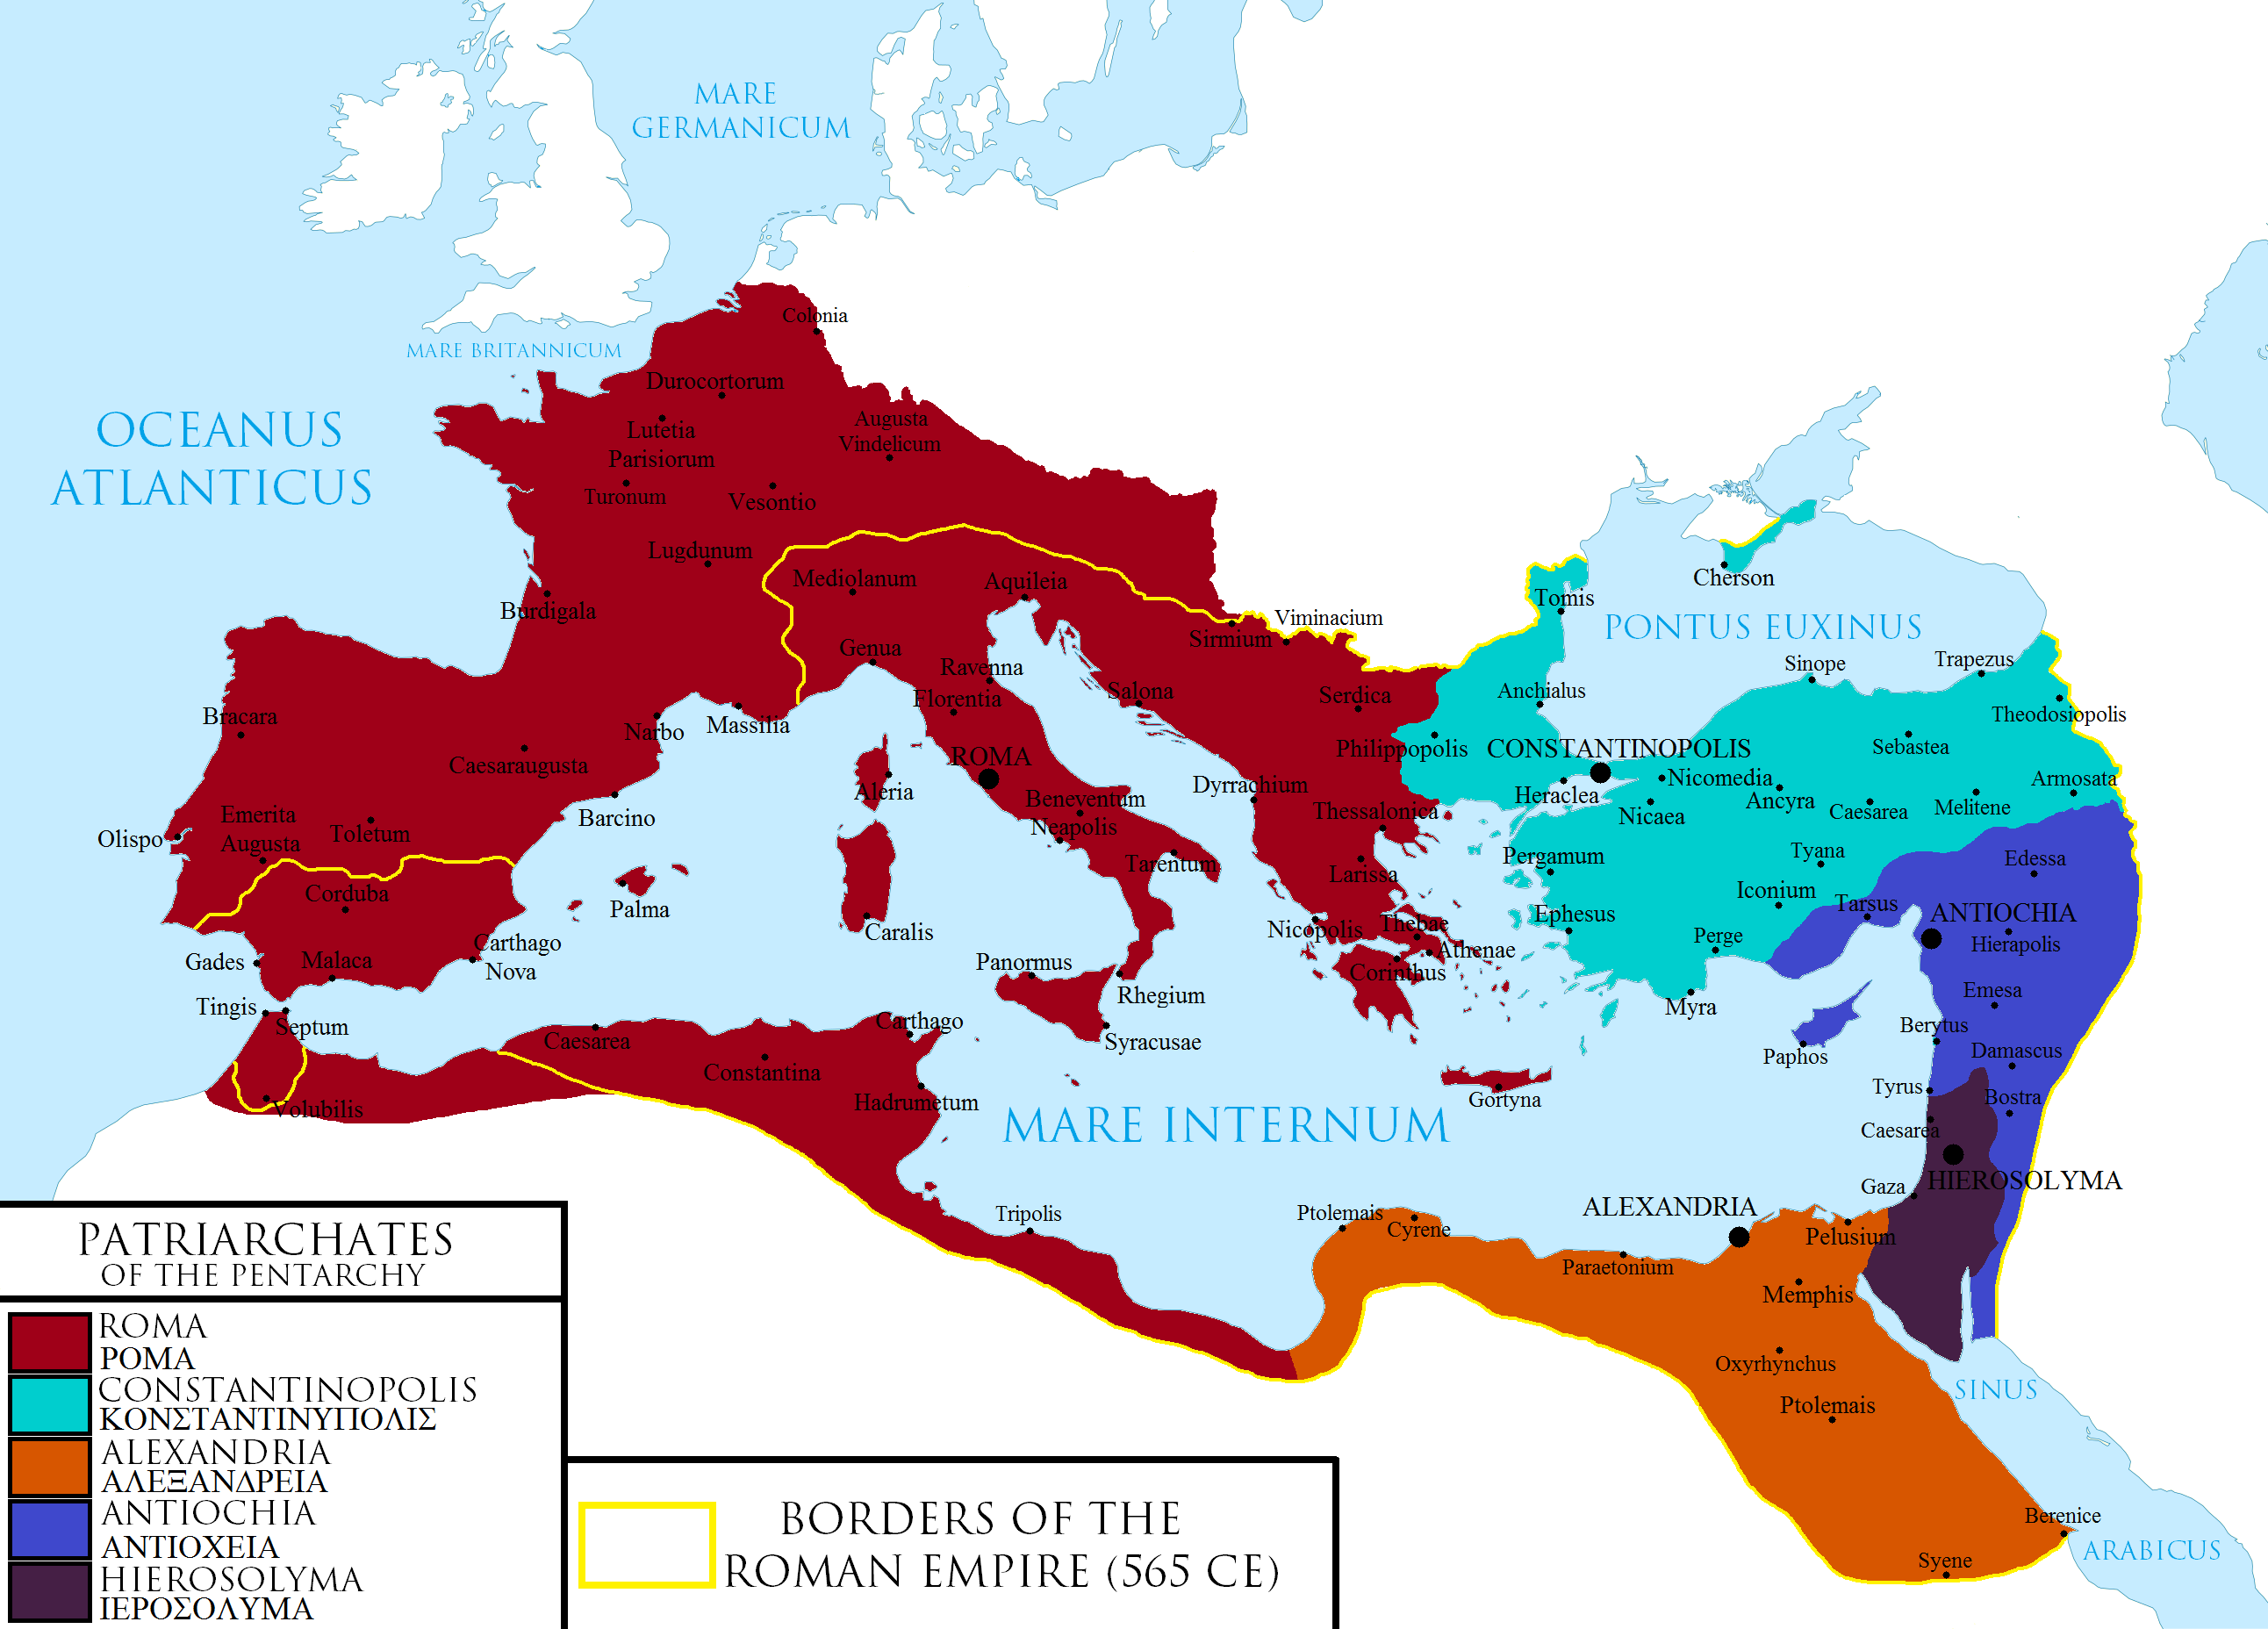 MARE
GERMANICUM
MARE BRITANNICUM
OCEANUS
ATLANTICUS
Colonia
Durocortorum
Lutetia
Parisiorum
Augusta
Vindelicum
Turonum
Vesontio
Lugdunum
Burdigala
Mediolanum
Aquileia
Genua
Ravenna
Florentia
Salona
Sirmium
Viminacium
Serdica
Tomis
Cherson
PONTUS EUXINUS
Sinope
Trapezus
Anchialus
Theodosiopolis
Bracara
Narbo
Massilia
Caesaraugusta
ROMA
Aleria
Philippopolis
CONSTANTINOPOLIS
Sebastea
Nicomedia
Heraclea
Nicaea
Ancyra
Caesarea
Melitene
Armosata
Dyrrachium
Beneventum
Neapolis
Thessalonica
Barcino
Emerita
Augusta
Toletum
Olispo
Tarentum
Larissa
Pergamum
Tyana
Edessa
Corduba
Palma
Iconium
Tarsus
Caralis
Nicopolis
Thebae
Athenae
Corinthus
Ephesus
Perge
ANTIOCHIA
Hierapolis
Carthago
Nova
Gades
Malaca
Panormus
Rhegium
Myra
Emesa
Tingis
Septum
Caesarea
Carthago
Syracusae
Berytus
Paphos
Damascus
Constantina
Volubilis
Hadrumetum
Gortyna
Tyrus
Bostra
MARE INTERNUM
Caesarea
HIEROSOLYMA
Gaza
Tripolis
Ptolemais
Cyrene
ALEXANDRIA
Pelusium
Paraetonium
Memphis
Oxyrhynchus
Ptolemais
SINUS
ARABICUS
Berenice
Syene
PATRIARCHATES
OF THE PENTARCHY
ROMA
ΡΟΜΑ
CONSTANTINOPOLIS
ΚΟΝΣΤΑΝΤΙΝΥΠΟΛΙΣ
ALEXANDRIA
ΑΛΕΞΑΝΔΡΕΙΑ
ANTIOCHIA
ΑΝΤΙΟΧΕΙΑ
HIEROSOLYMA
ΙΕΡΟΣΟΛΥΜΑ
BORDERS OF THE
ROMAN EMPIRE (565 CE)